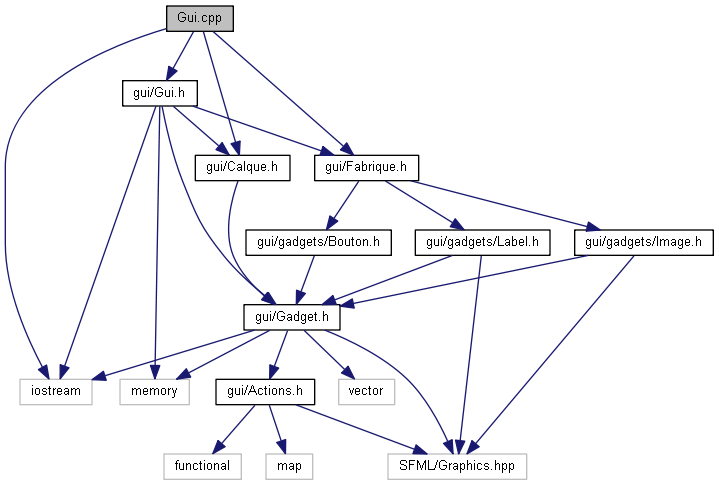 Gui.cpp
gui/Gui.h
gui/Calque.h
gui/Fabrique.h
gui/gadgets/Bouton.h
gui/gadgets/Label.h
gui/gadgets/Image.h
gui/Gadget.h
iostream
memory
gui/Actions.h
vector
functional
map
SFML/Graphics.hpp